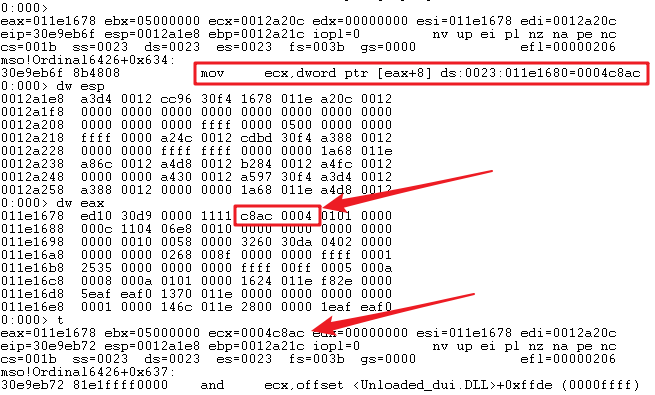 0:000>
eax=011e1678 ebx=05000000 ecx=0012a20c edx=00000000 esi=011e1678 edi=0012a20c
eip=30e9eb6f esp=0012a1e8 ebp=0012a21c iopl=0         nv up ei pl nz na pe nc
cs=001b  ss=0023  ds=0023  es=0023  fs=003b  gs=0000             efl=00000206
mso!Ordinal6426+0x634:
30e9eb6f 8b4808          mov     ecx,dword ptr [eax+8] ds:0023:011e1680=0004c8ac
0:000> dw esp
0012a1e8  a3d4 0012 cc96 30f4 1678 011e a20c 0012
0012a1f8  0000 0000 0000 0000 0000 0000 0000 0000
0012a208  0000 0000 0000 ffff 0000 0500 0000 0000
0012a218  ffff 0000 a24c 0012 cdbd 30f4 a388 0012
0012a228  0000 0000 ffff ffff 0000 0000 1a68 011e
0012a238  a86c 0012 a4d8 0012 b284 0012 a4fc 0012
0012a248  0000 0000 a430 0012 a597 30f4 a3d4 0012
0012a258  a388 0012 0000 0000 1a68 011e a4d8 0012
0:000> dw eax
011e1678  ed10 30d9 0000 1111 c8ac 0004 0101 0000
011e1688  000c 1104 06e8 0010 0000 0000 0000 0000
011e1698  0000 0010 0058 0000 3260 30da 0402 0000
011e16a8  0000 0000 0268 008f 0000 0000 ffff 0001
011e16b8  2535 0000 0000 0000 ffff 00ff 0005 000a
011e16c8  0008 000a 0101 0000 1624 011e f82e 0000
011e16d8  5eaf eaf0 1370 011e 0000 0000 0000 0000
011e16e8  0001 0000 146c 011e 2800 0000 1eaf eaf0
0:000> t
eax=011e1678 ebx=05000000 ecx=0004c8ac edx=00000000 esi=011e1678 edi=0012a20c
eip=30e9eb72 esp=0012a1e8 ebp=0012a21c iopl=0         nv up ei pl nz na pe nc
cs=001b  ss=0023  ds=0023  es=0023  fs=003b  gs=0000             efl=00000206
mso!Ordinal6426+0x637:
30e9eb72 81e1ffff0000    and     ecx,offset <Unloaded_dui.DLL>+0xffde (0000ffff)